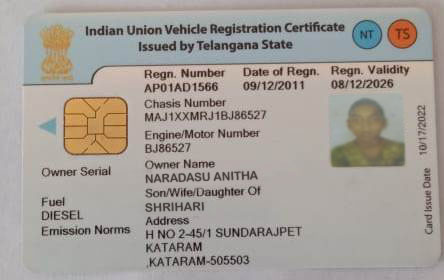 Indian Union Vehicle Registration Certificate
Issued by Telangana State
NT
TS
Regn. Number Date of Regn. Regn. Validity
AP01AD1566 09/12/2011 08/12/2026
Chasis Number
MAJ1XXMRJ1BJ86527
Engine/Motor Number
BJ86527
Owner Name
NARADASU ANITHA
Owner Serial
Son/Wife/Daughter Of
SHRIHARI
Fuel
DIESEL
Emission Norms
Address
H NO 2-45/1 SUNDARAJPET
KATARAM
,KATARAM-505503
Card Issue Date 10/17/2022